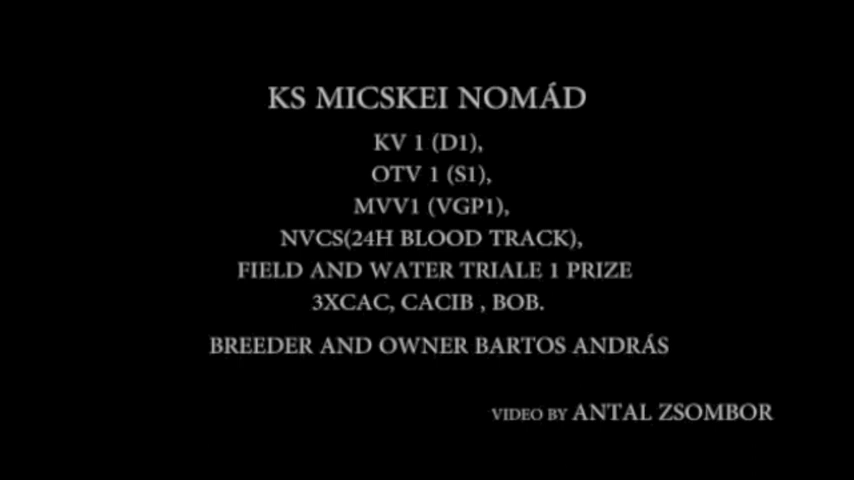 KS MICSKEI NOMÁD
KV 1 (D1),
OTV 1 (S1),
MVV1 (VGP1),
NVCS(24H BLOOD TRACK),
FIELD AND WATER TRIALE 1 PRIZE
3XCAC, CACIB , BOB.
BREEDER AND OWNER BARTOS ANDRÁS
VIDEO BY ANTAL ZSOMBOR